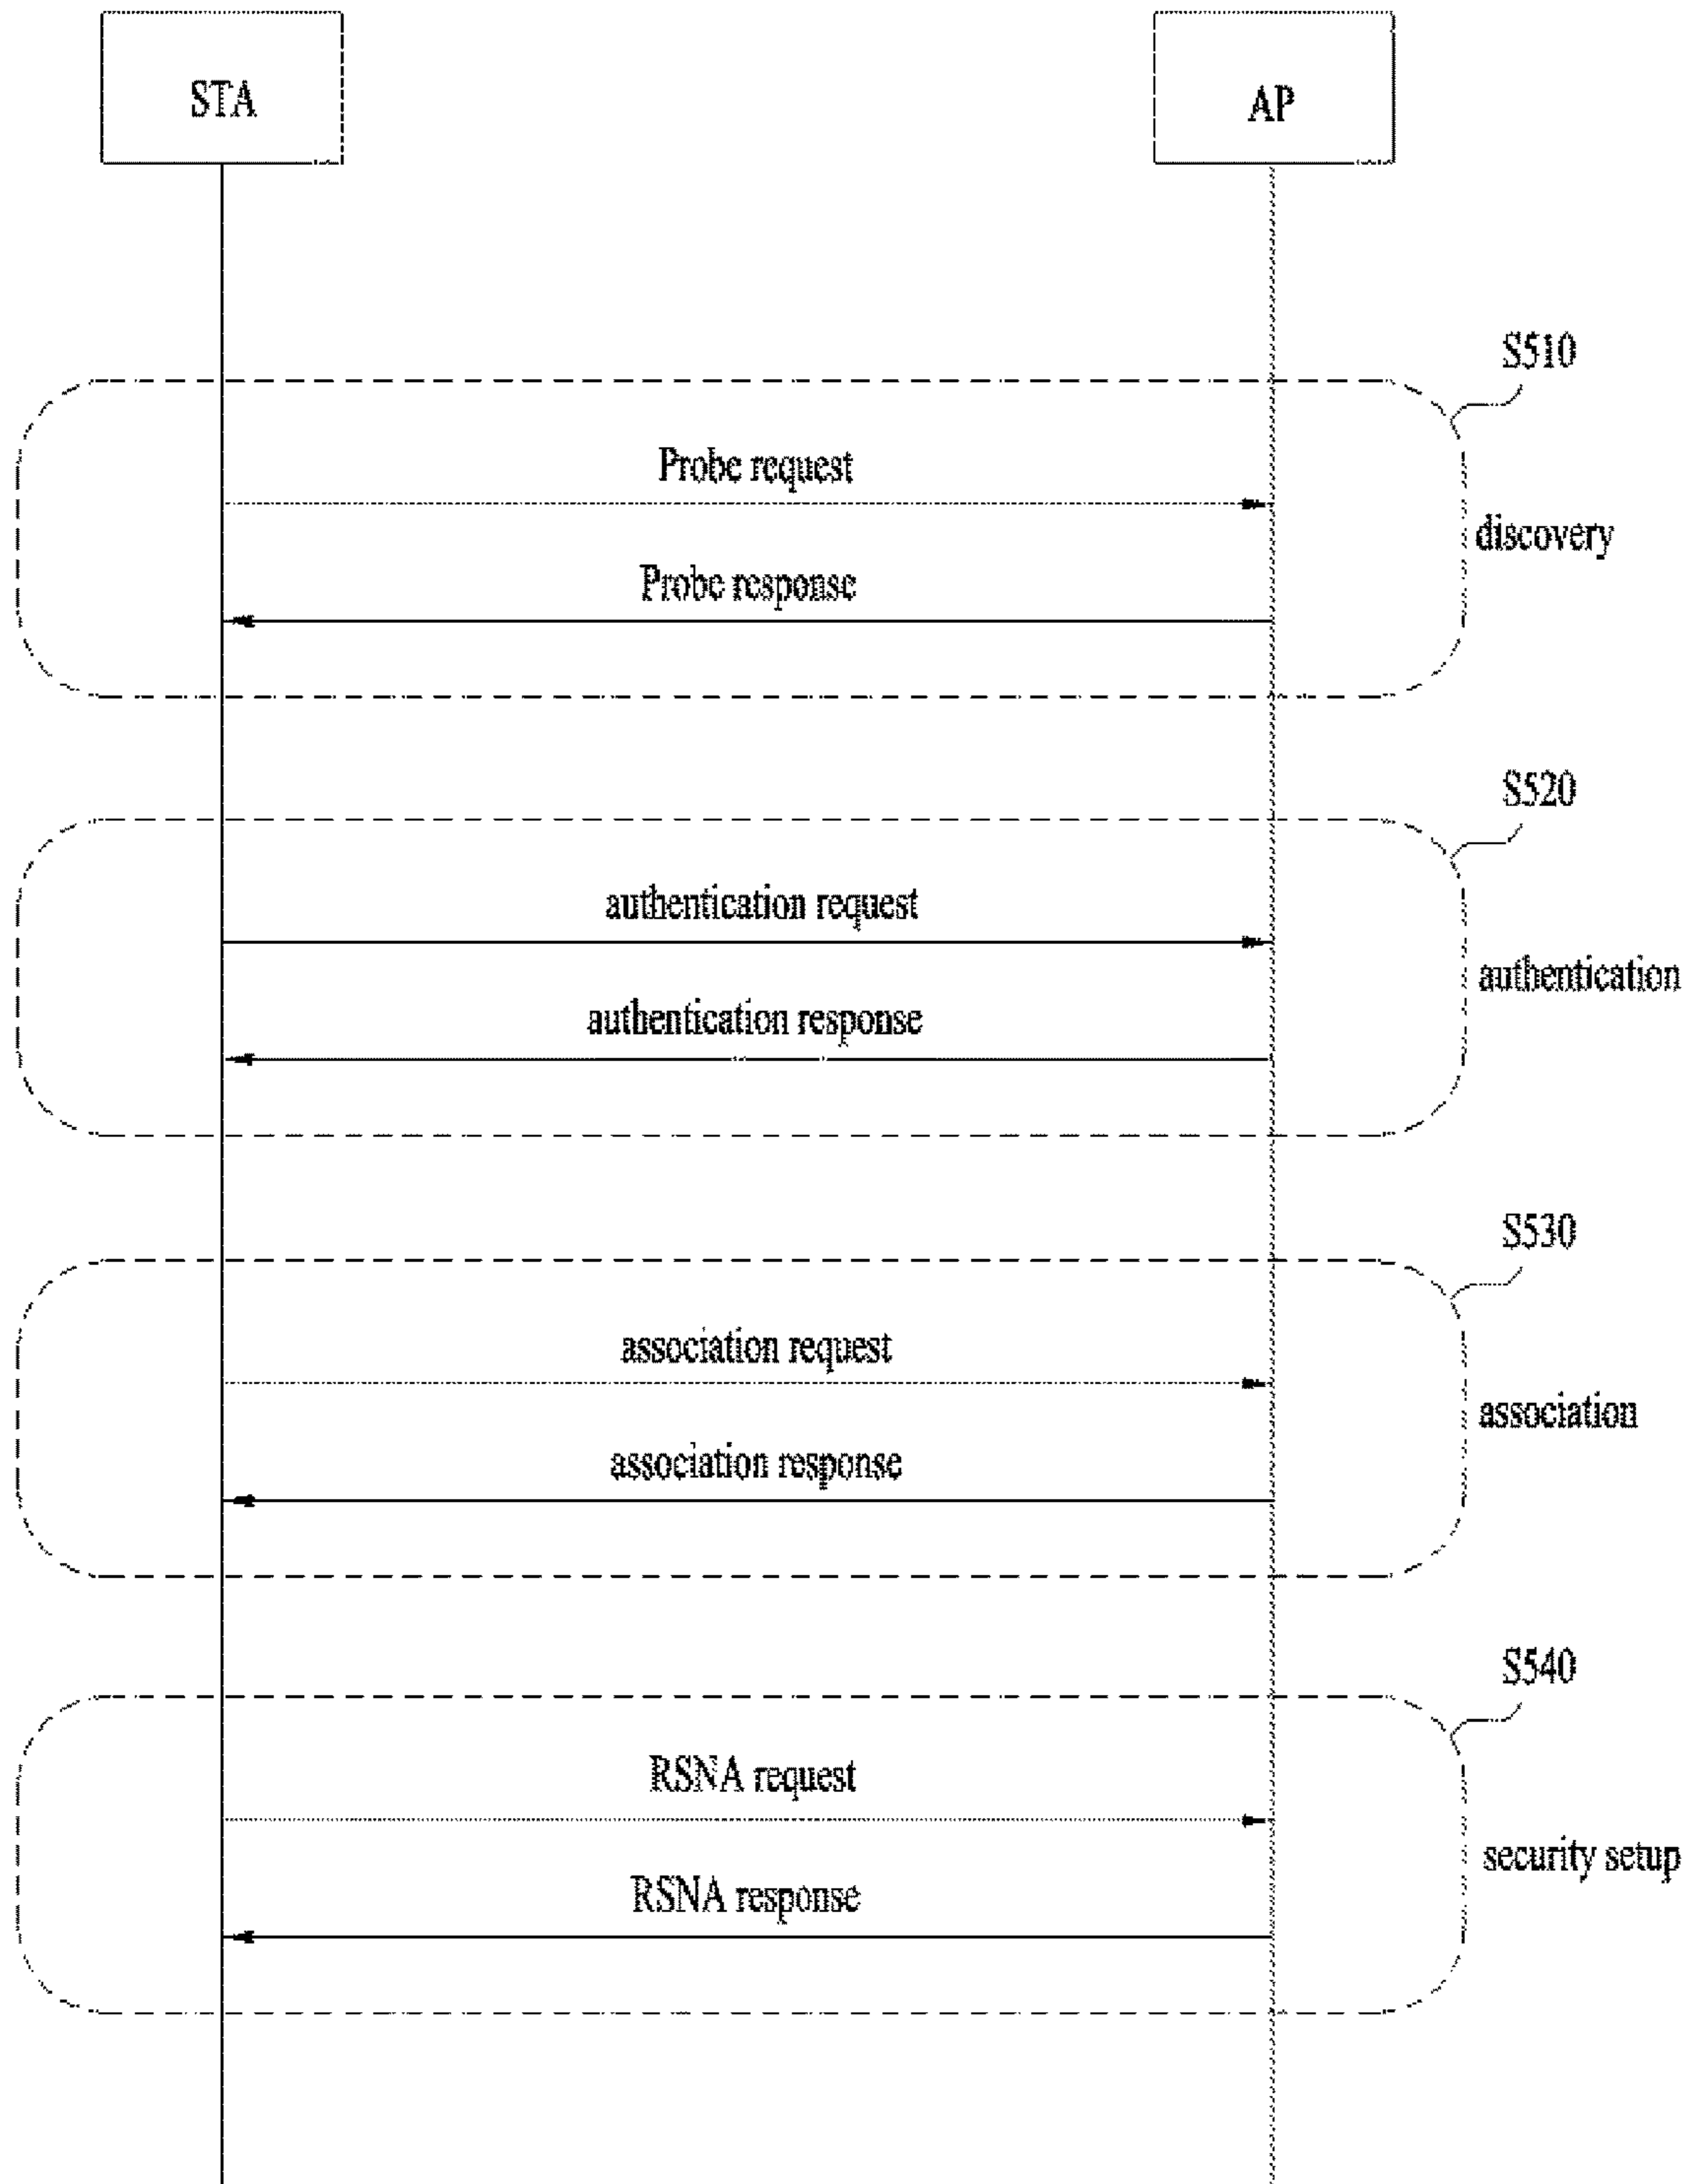 STA
AP
S510
Probe request
discovery
Probe response
S520
authentication request
authentication
authentication response
S530
association request
association
association response
S540
RSNA request
security setup
RSNA response